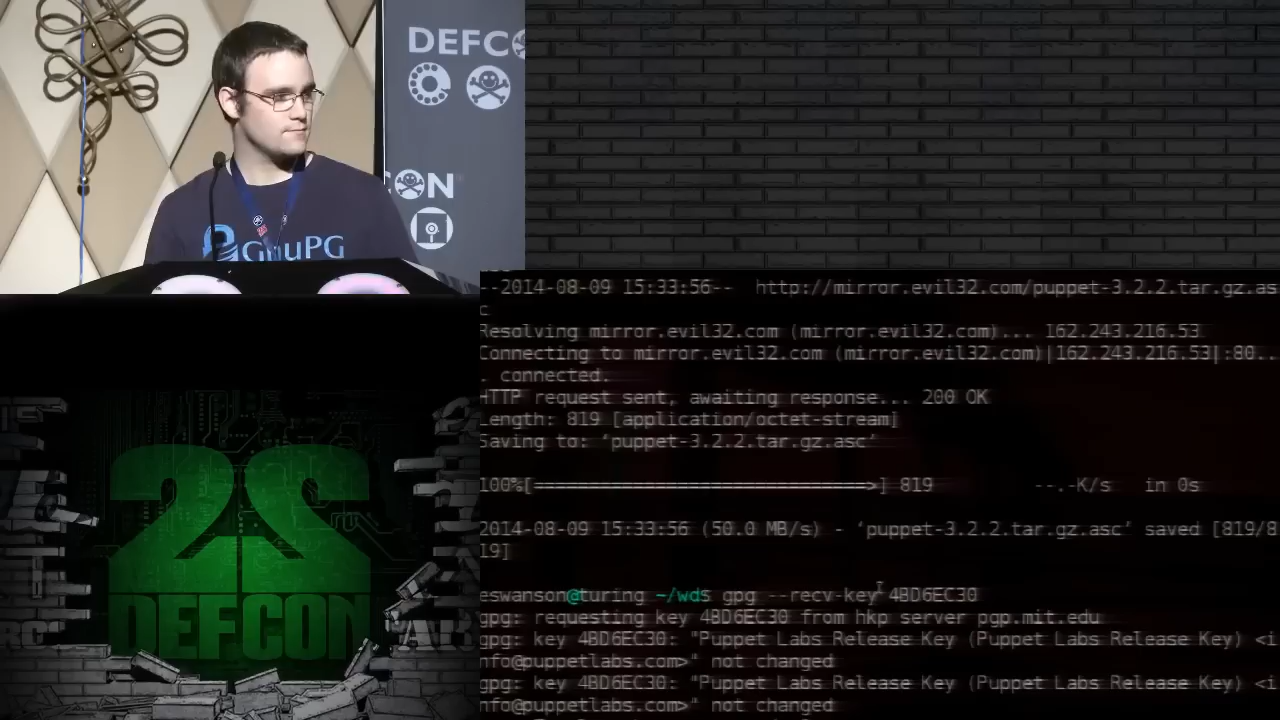 DEFC
CON
GnuPG
--2014-08-09 15:33:56--  http://mirror.evil32.com/puppet-3.2.2.tar.gz.as
c
Resolving mirror.evil32.com (mirror.evil32.com)... 162.243.216.53
Connecting to mirror.evil32.com (mirror.evil32.com)|162.243.216.53|:80..
. connected.
HTTP request sent, awaiting response... 200 OK
Length: 819 [application/octet-stream]
Saving to: ‘puppet-3.2.2.tar.gz.asc’
100%[==============================>] 819         --.-K/s   in 0s
2014-08-09 15:33:56 (50.0 MB/s) - ‘puppet-3.2.2.tar.gz.asc’ saved [819/8
19]
eswanson@turing ~/wds gpg --recv-key 4BD6EC30
gpg: requesting key 4BD6EC30 from hkp server pgp.mit.edu
gpg: key 4BD6EC30: "Puppet Labs Release Key (Puppet Labs Release Key) <i
nfo@puppetlabs.com>" not changed
gpg: key 4BD6EC30: "Puppet Labs Release Key (Puppet Labs Release Key) <i
nfo@puppetlabs.com>" not changed
22
DEFCON